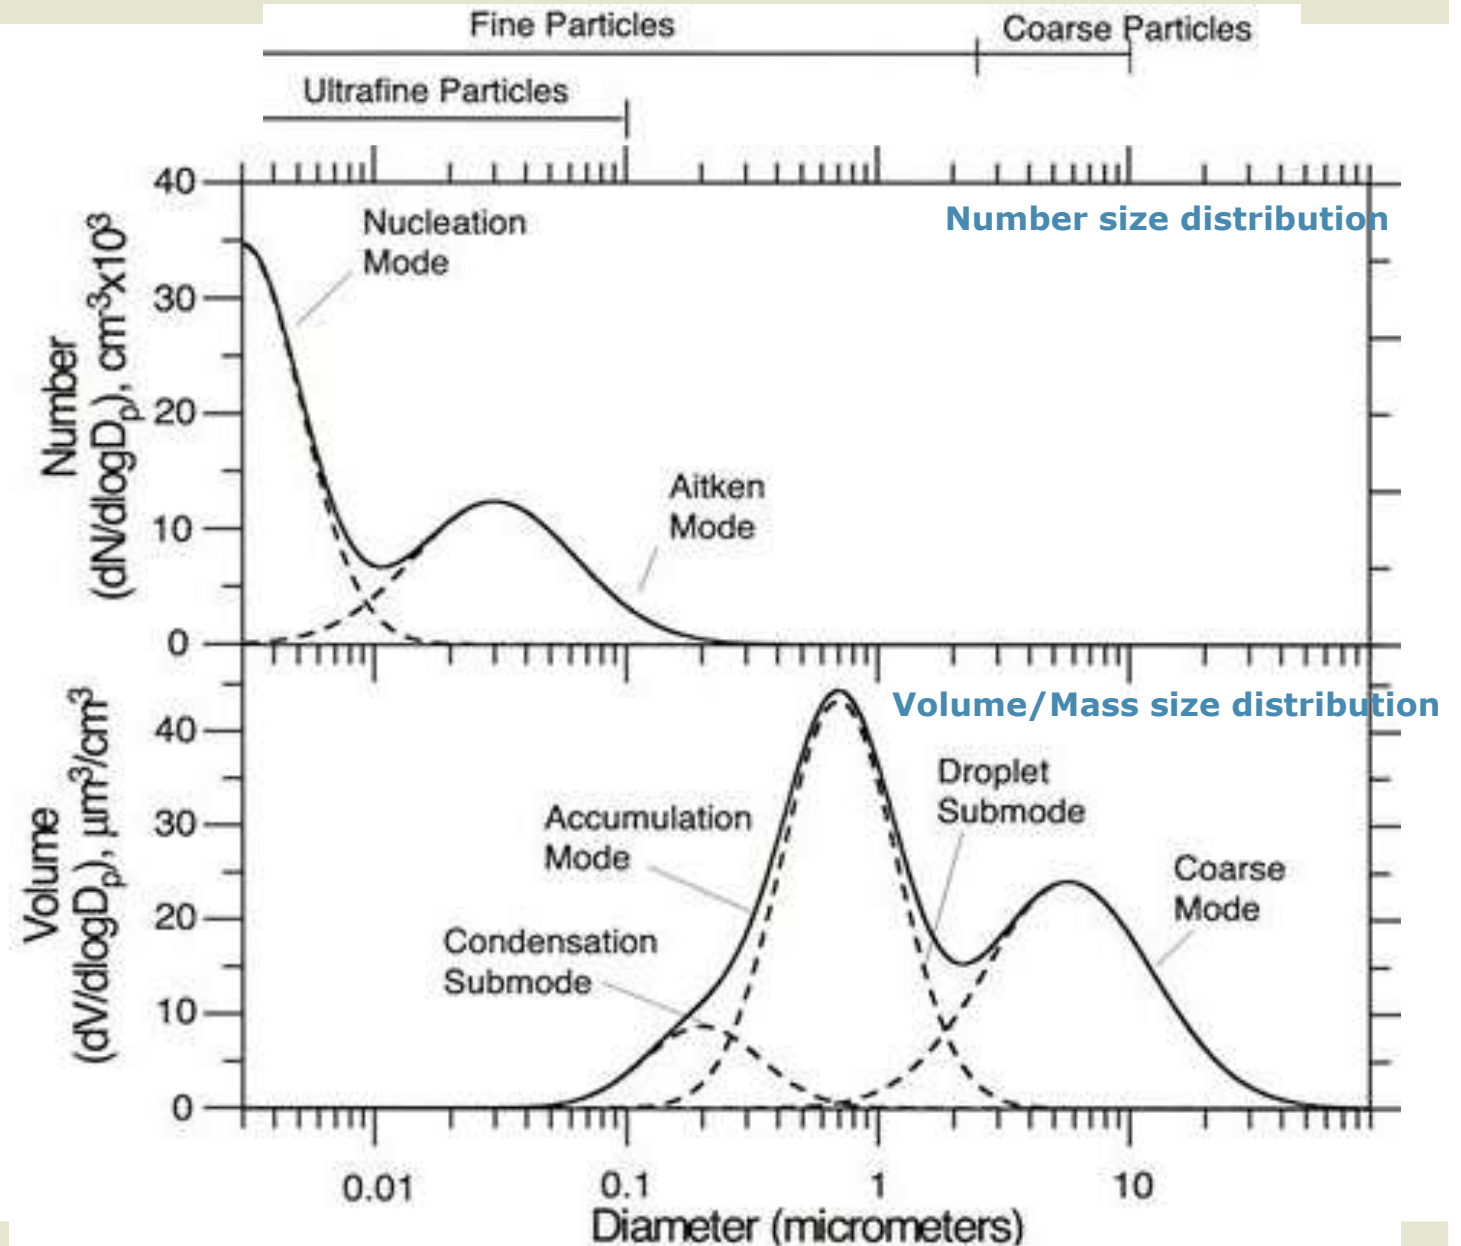 Fine Particles
Coarse Particles
Ultrafine Particles
40
30
20
10
0
Number
(dN/dlogDp), cm-3x103
Nucleation
Mode
Number size distribution
Aitken
Mode
40
30
20
10
0
Volume
(dV/dlogDp), μm3/cm3
Volume/Mass size distribution
Droplet
Submode
Accumulation
Mode
Coarse
Mode
Condensation
Submode
0.01
0.1
1
10
Diameter (micrometers)